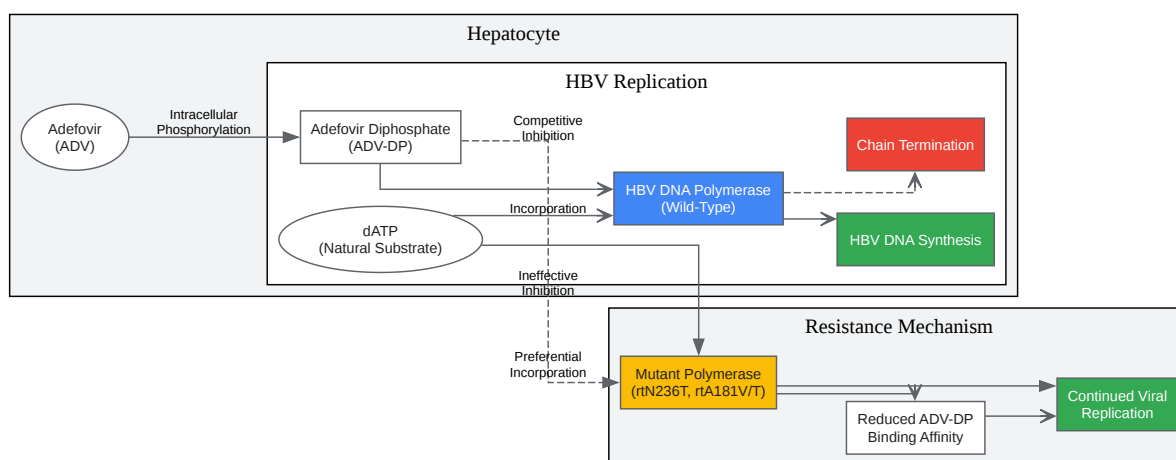 Hepatocyte
HBV Replication
Adefovir
(ADV)
Intracellular
Phosphorylation
Adefovir Diphosphate
(ADV-DP)
Competitive
Inhibition
Chain Termination
HBV DNA Polymerase
(Wild-Type)
Incorporation
dATP
(Natural Substrate)
HBV DNA Synthesis
Ineffective
Inhibition
Resistance Mechanism
Preferential
Incorporation
Mutant Polymerase
(rtN236T, rtA181V/T)
Reduced ADV-DP
Binding Affinity
Continued Viral
Replication